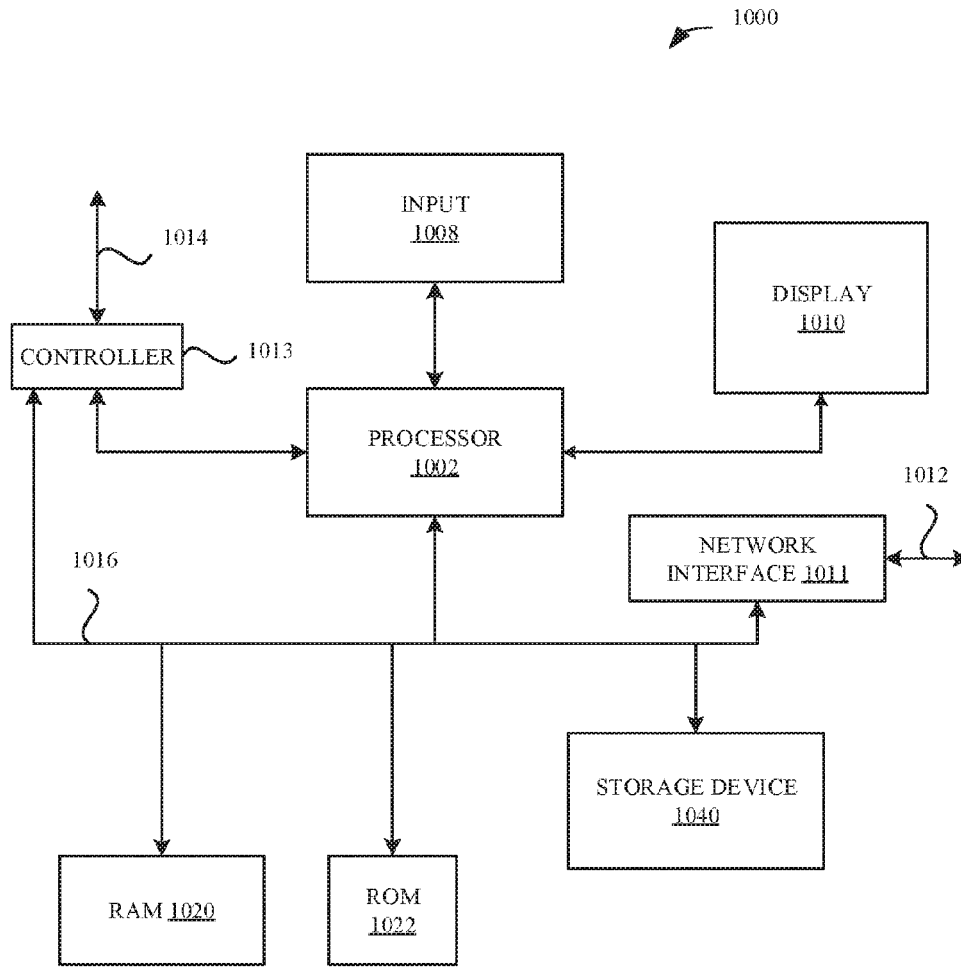 1000
INPUT
1008
1014
DISPLAY
1010
CONTROLLER
1013
PROCESSOR
1002
1012
NETWORK
INTERFACE 1011
1016
STORAGE DEVICE
1040
RAM 1020
ROM
1022